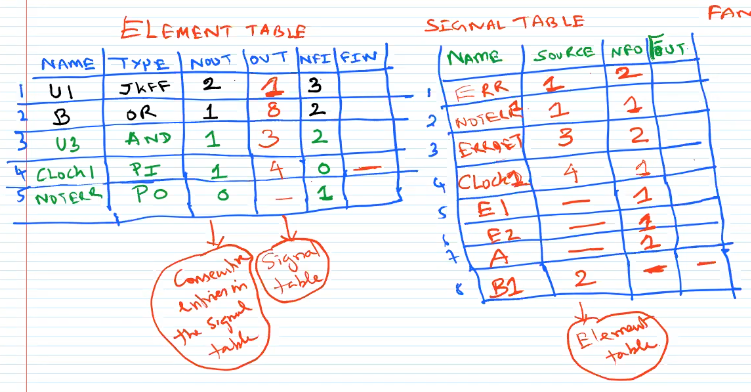 ELEMENT TABLE
NAME TYPE NOUT OUT NFI FIN
1 U1 JKFF 2 1 3
2 B OR 1 8 2
3 U3 AND 1 3 2
4 CLOCK1 PI 1 4 0 —
5 NOTERR PO 0 — 1
Consecutive
entries in
the signal
table
Signal
table
SIGNAL TABLE
NAME SOURCE NFO FOUT
1 ERR 1 2
2 NOTERR 1 1
3 ERRDET 3 2
4 CLOCK1 4 1
5 E1 — 1
6 E2 — 1
7 A — 1
8 B1 2 — —
Element
table
FAN